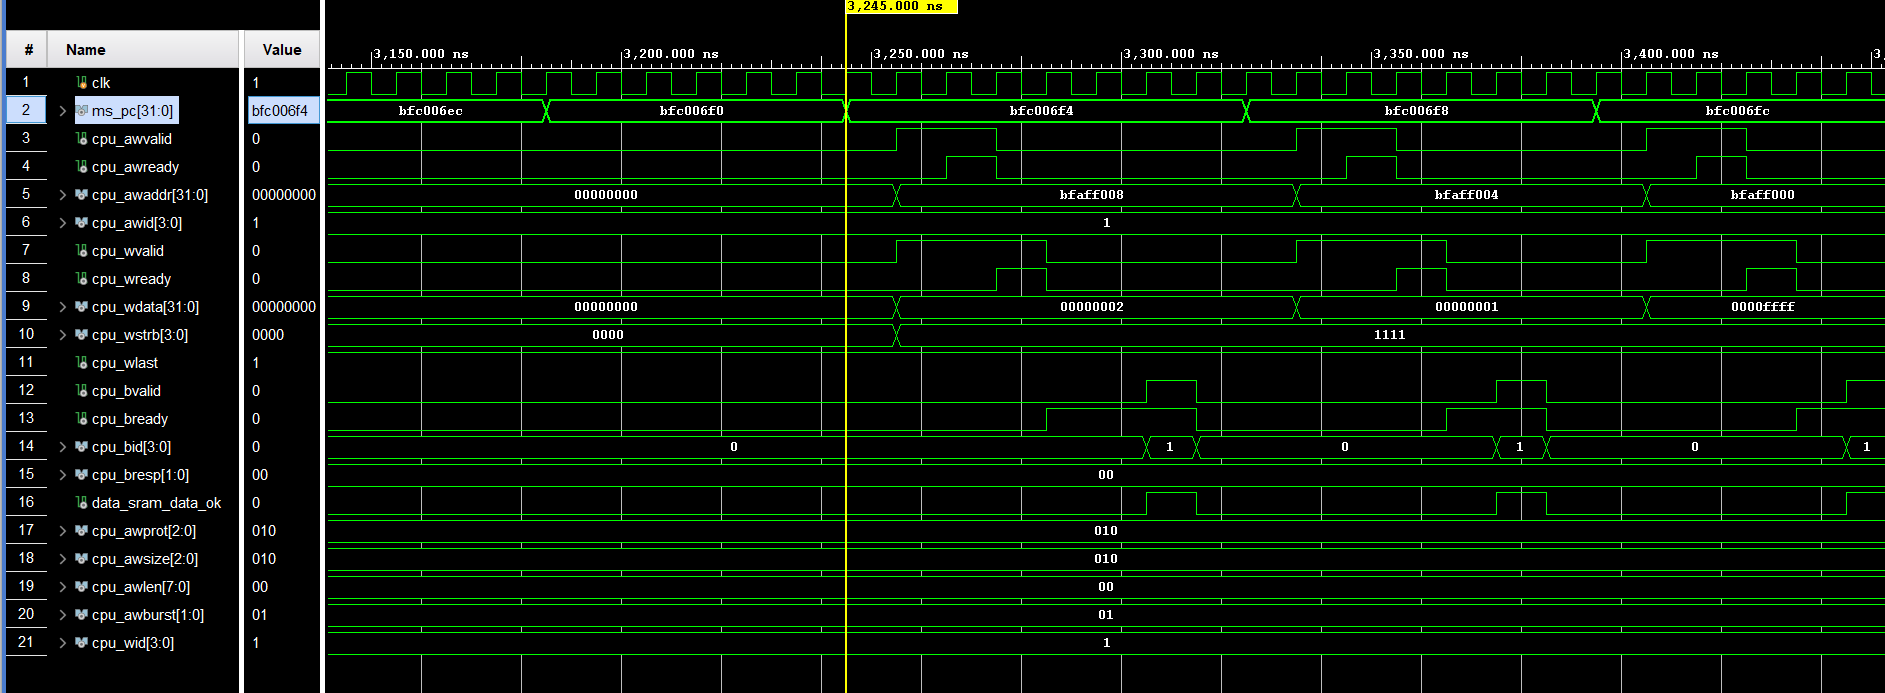 3,245.000 ns
# Name Value 3,150.000 ns 3,200.000 ns 3,250.000 ns 3,300.000 ns 3,350.000 ns 3,400.000 ns 3,
1 clk 1
2 ms_pc[31:0] bfc006f4 bfc006ec bfc006f0 bfc006f4 bfc006f8 bfc006fc
3 cpu_awvalid 0
4 cpu_awready 0
5 cpu_awaddr[31:0] 00000000 00000000 bfaff008 bfaff004 bfaff000
6 cpu_awid[3:0] 1 1
7 cpu_wvalid 0
8 cpu_wready 0
9 cpu_wdata[31:0] 00000000 00000000 00000002 00000001 0000ffff
10 cpu_wstrb[3:0] 0000 0000 1111
11 cpu_wlast 1
12 cpu_bvalid 0
13 cpu_bready 0
14 cpu_bid[3:0] 0 0 1 0 1 0 1
15 cpu_bresp[1:0] 00 00
16 data_sram_data_ok 0
17 cpu_awprot[2:0] 010 010
18 cpu_awsize[2:0] 010 010
19 cpu_awlen[7:0] 00 00
20 cpu_awburst[1:0] 01 01
21 cpu_wid[3:0] 1 1